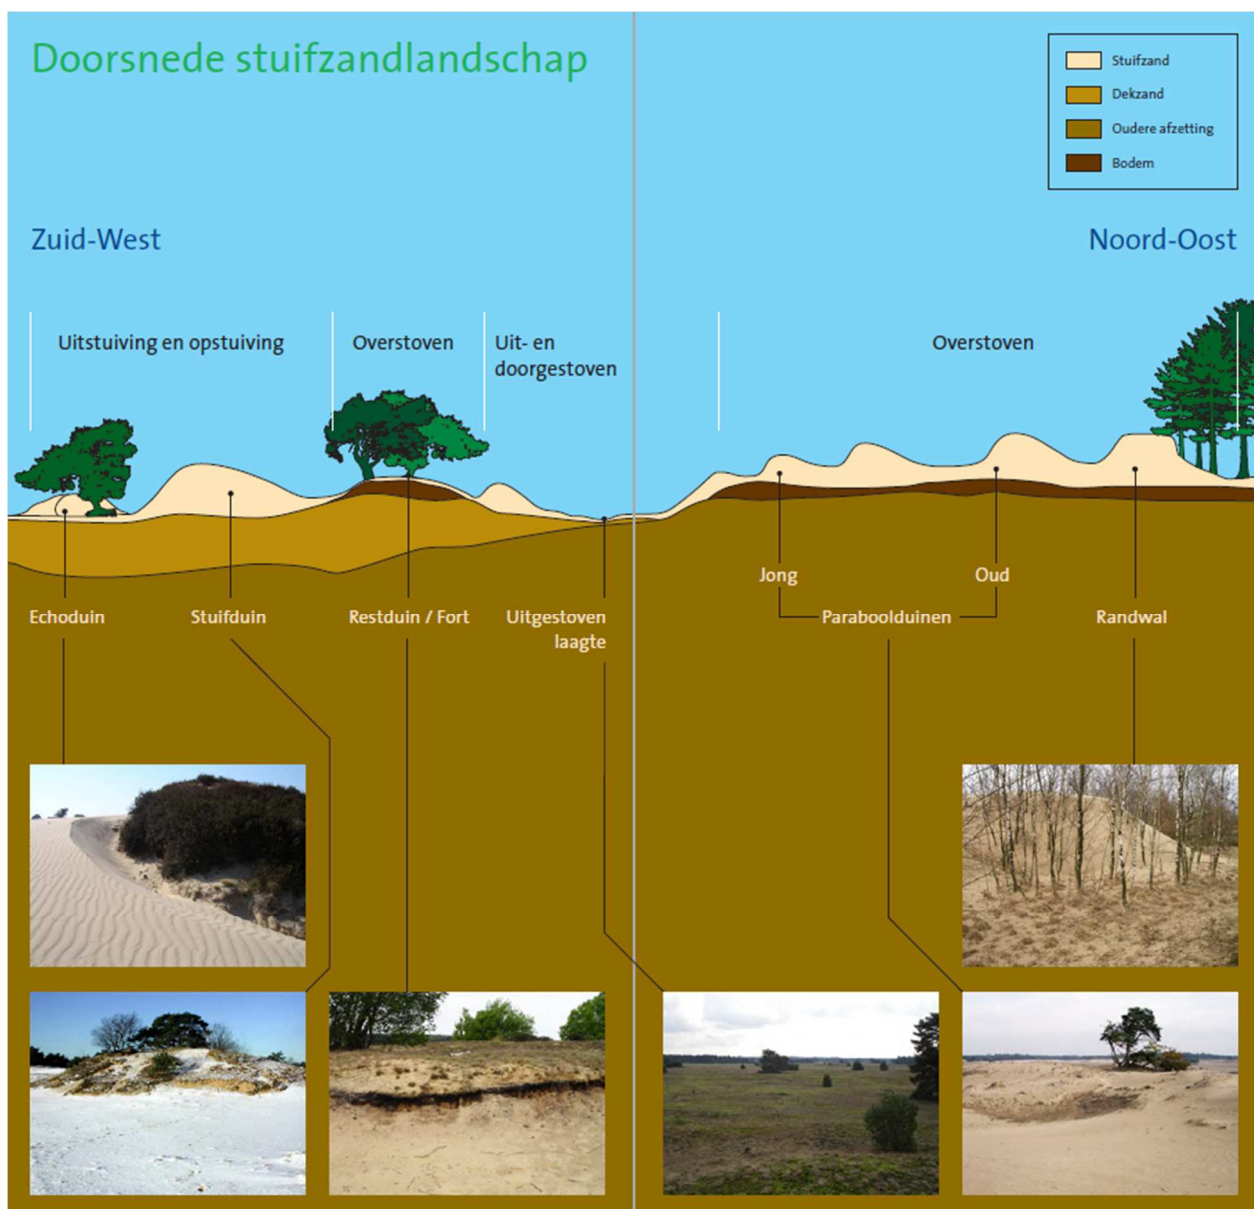 Doorsnede stuifzandlandschap
Stuifzand
Dekzand
Oudere afzetting
Bodem
Zuid-West
Noord-Oost
Uitstuiving en opstuiving
Overstoven
Uit- en
doorgestoven
Overstoven
Jong
Oud
Echoduin
Stuifduin
Restduin / Fort
Uitgestoven
laagte
Paraboolduinen
Randwal